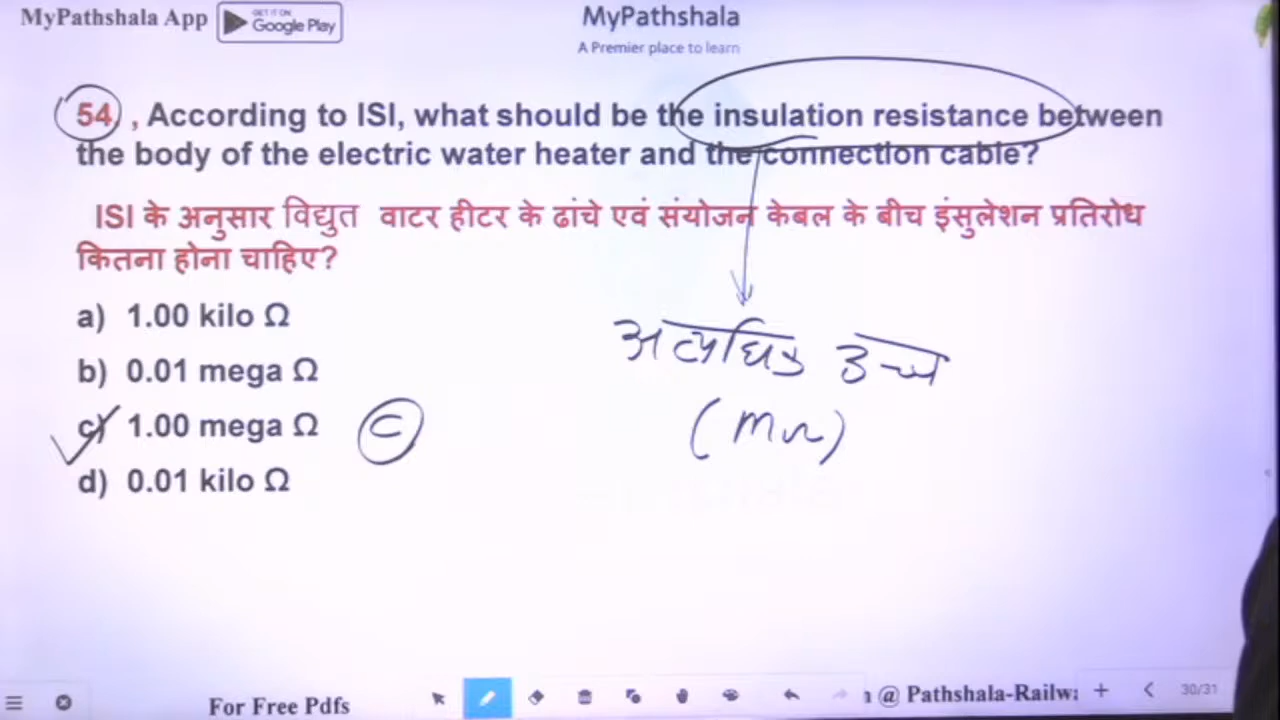 MyPathshala App
GET IT ON
Google Play
MyPathshala
A Premier place to learn
54 , According to ISI, what should be the insulation resistance between
the body of the electric water heater and the connection cable?
ISI के अनुसार विद्युत वाटर हीटर के ढांचे एवं संयोजन केबल के बीच इंसुलेशन प्रतिरोध
कितना होना चाहिए?
a) 1.00 kilo Ω
b) 0.01 mega Ω
c) 1.00 mega Ω
d) 0.01 kilo Ω
C
अत्यधिक उच्च
(MΩ)
For Free Pdfs
@ Pathshala-Railw
30/31